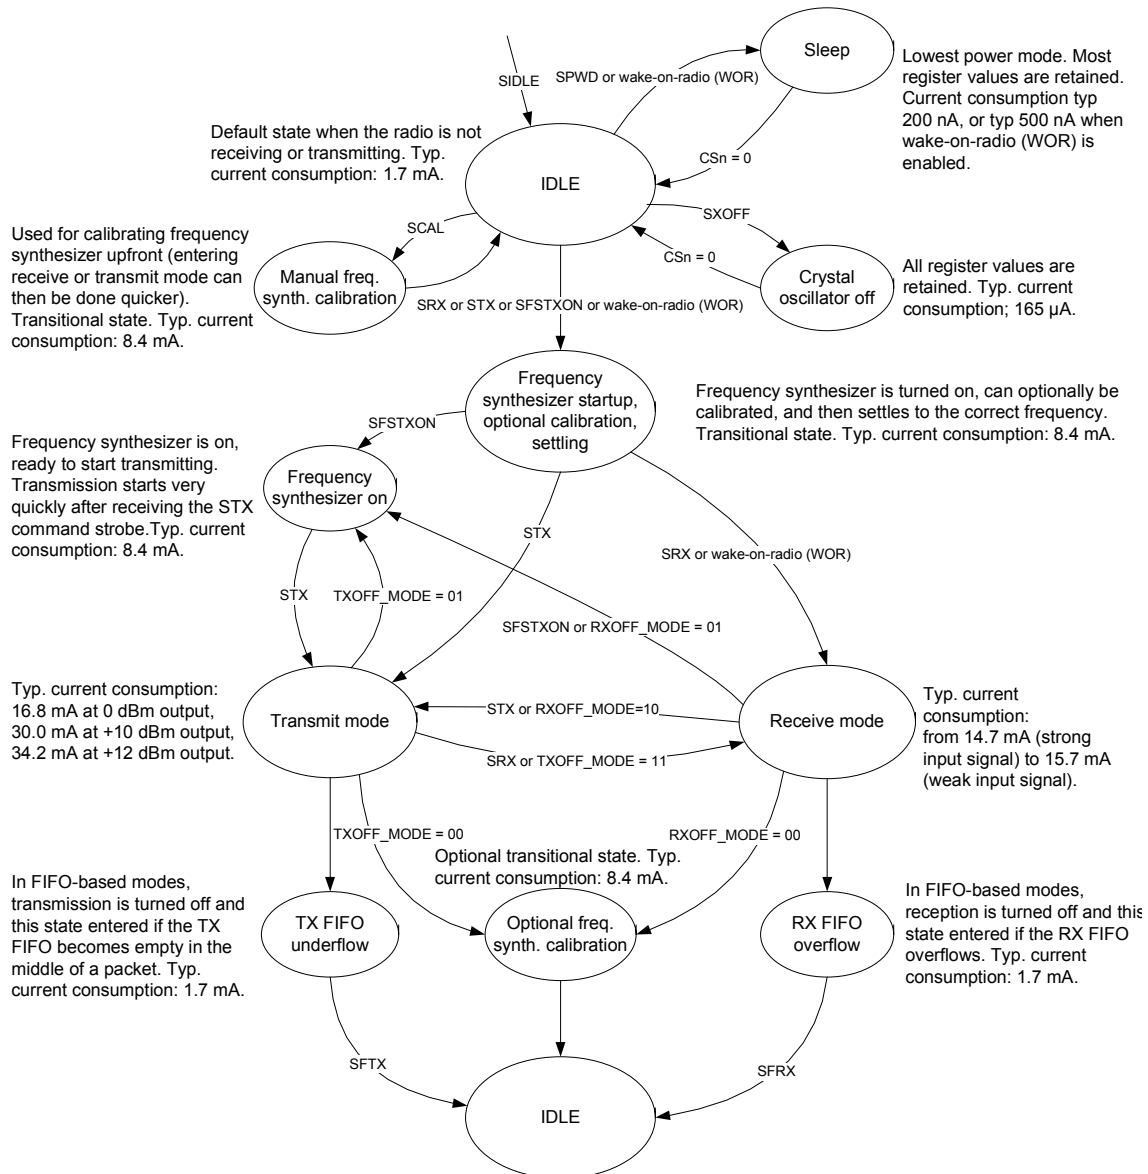 Sleep
Lowest power mode. Most
register values are retained.
Current consumption typ
200 nA, or typ 500 nA when
wake-on-radio (WOR) is
enabled.
SPWD or wake-on-radio (WOR)
SIDLE
Default state when the radio is not
receiving or transmitting. Typ.
current consumption: 1.7 mA.
CSn = 0
IDLE
SXOFF
SCAL
CSn = 0
Used for calibrating frequency
synthesizer upfront (entering
receive or transmit mode can
then be done quicker).
Transitional state. Typ. current
consumption: 8.4 mA.
Manual freq.
synth. calibration
Crystal
oscillator off
All register values are
retained. Typ. current
consumption; 165 µA.
SRX or STX or SFSTXON or wake-on-radio (WOR)
Frequency
synthesizer startup,
optional calibration,
settling
Frequency synthesizer is turned on, can optionally be
calibrated, and then settles to the correct frequency.
Transitional state. Typ. current consumption: 8.4 mA.
SFSTXON
Frequency synthesizer is on,
ready to start transmitting.
Transmission starts very
quickly after receiving the STX
command strobe.Typ. current
consumption: 8.4 mA.
Frequency
synthesizer on
STX
SRX or wake-on-radio (WOR)
STX
TXOFF_MODE = 01
SFSTXON or RXOFF_MODE = 01
Typ. current consumption:
16.8 mA at 0 dBm output,
30.0 mA at +10 dBm output,
34.2 mA at +12 dBm output.
Transmit mode
STX or RXOFF_MODE=10
Receive mode
SRX or TXOFF_MODE = 11
Typ. current
consumption:
from 14.7 mA (strong
input signal) to 15.7 mA
(weak input signal).
TXOFF_MODE = 00
RXOFF_MODE = 00
Optional transitional state. Typ.
current consumption: 8.4 mA.
In FIFO-based modes,
transmission is turned off and
this state entered if the TX
FIFO becomes empty in the
middle of a packet. Typ.
current consumption: 1.7 mA.
TX FIFO
underflow
Optional freq.
synth. calibration
RX FIFO
overflow
In FIFO-based modes,
reception is turned off and this
state entered if the RX FIFO
overflows. Typ. current
consumption: 1.7 mA.
SFTX
SFRX
IDLE